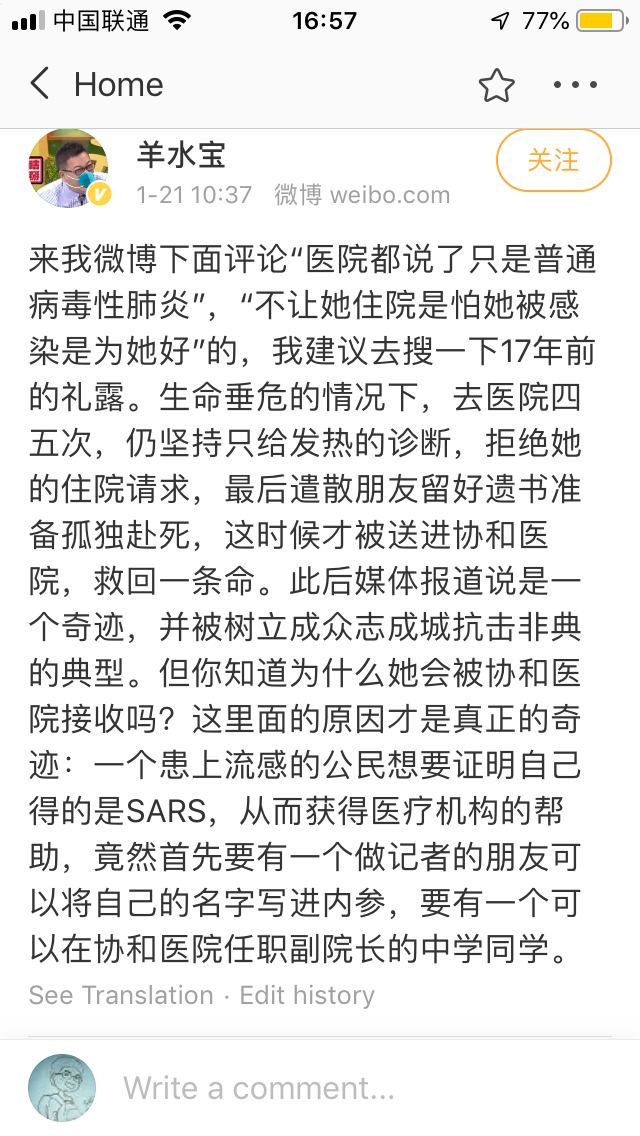 中国联通 16:57 77%
Home
羊水宝
关注
1-21 10:37 微博 weibo.com
来我微博下面评论“医院都说了只是普通
病毒性肺炎”，“不让她住院是怕她被感
染是为她好”的，我建议去搜一下17年前
的礼露。生命垂危的情况下，去医院四
五次，仍坚持只给发热的诊断，拒绝她
的住院请求，最后遣散朋友留好遗书准
备孤独赴死，这时候才被送进协和医
院，救回一条命。此后媒体报道说是一
个奇迹，并被树立成众志成城抗击非典
的典型。但你知道为什么她会被协和医
院接收吗？这里面的原因才是真正的奇
迹：一个患上流感的公民想要证明自己
得的是SARS，从而获得医疗机构的帮
助，竟然首先要有一个做记者的朋友可
以将自己的名字写进内参，要有一个可
以在协和医院任职副院长的中学同学。
See Translation · Edit history
Write a comment...